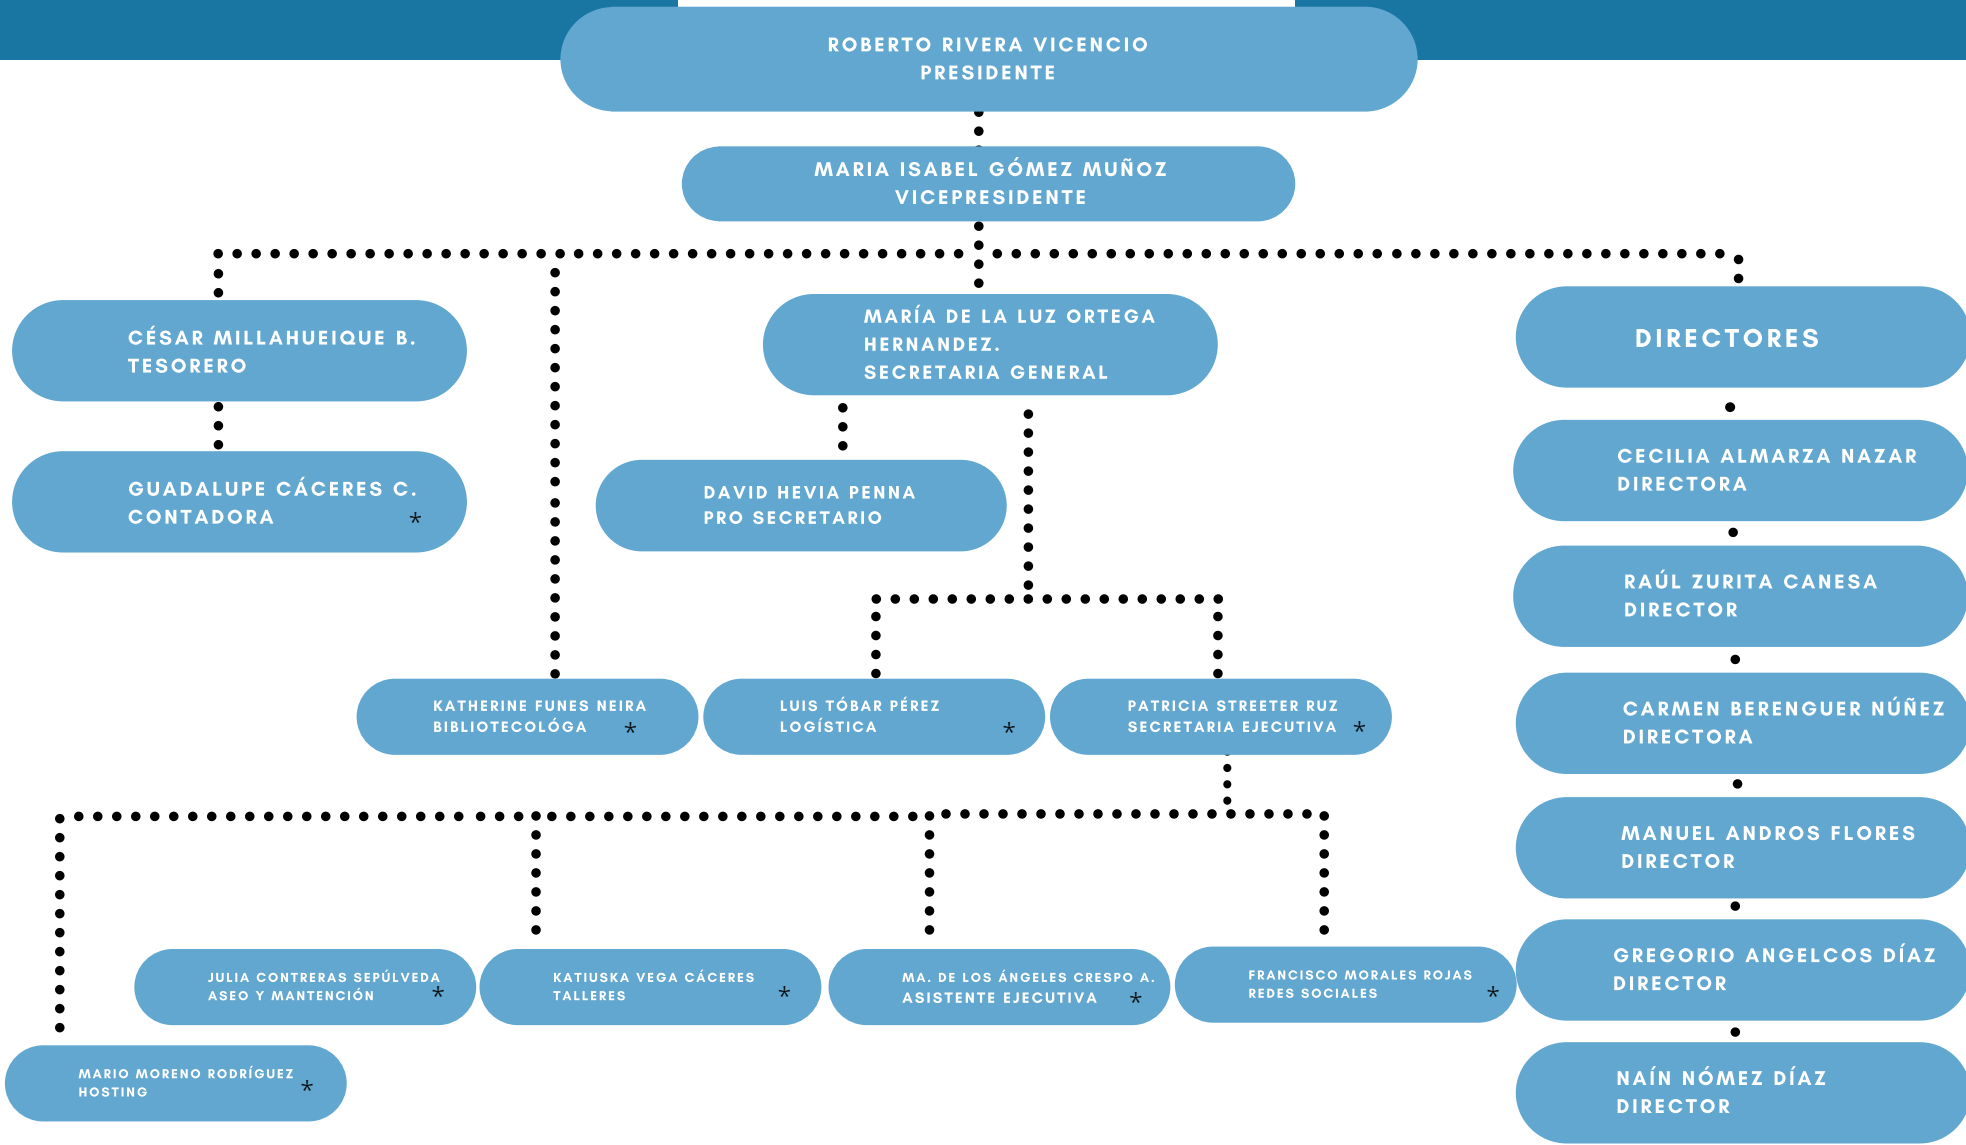 ROBERTO RIVERA VICENCIO
PRESIDENTE
MARIA ISABEL GÓMEZ MUÑOZ
VICEPRESIDENTE
CÉSAR MILLAHUEIQUE B.
TESORERO
MARÍA DE LA LUZ ORTEGA
HERNANDEZ.
SECRETARIA GENERAL
DIRECTORES
GUADALUPE CÁCERES C.
CONTADORA *
DAVID HEVIA PENNA
PRO SECRETARIO
CECILIA ALMARZA NAZAR
DIRECTORA
RAÚL ZURITA CANESA
DIRECTOR
KATHERINE FUNES NEIRA
BIBLIOTECOLÓGA *
LUIS TÓBAR PÉREZ
LOGÍSTICA *
PATRICIA STREETER RUZ
SECRETARIA EJECUTIVA *
CARMEN BERENGUER NÚÑEZ
DIRECTORA
MANUEL ANDROS FLORES
DIRECTOR
JULIA CONTRERAS SEPÚLVEDA
ASEO Y MANTENCIÓN *
KATIUSKA VEGA CÁCERES
TALLERES *
MA. DE LOS ÁNGELES CRESPO A.
ASISTENTE EJECUTIVA *
FRANCISCO MORALES ROJAS
REDES SOCIALES *
GREGORIO ANGELCOS DÍAZ
DIRECTOR
MARIO MORENO RODRÍGUEZ
HOSTING *
NAÍN NÓMEZ DÍAZ
DIRECTOR